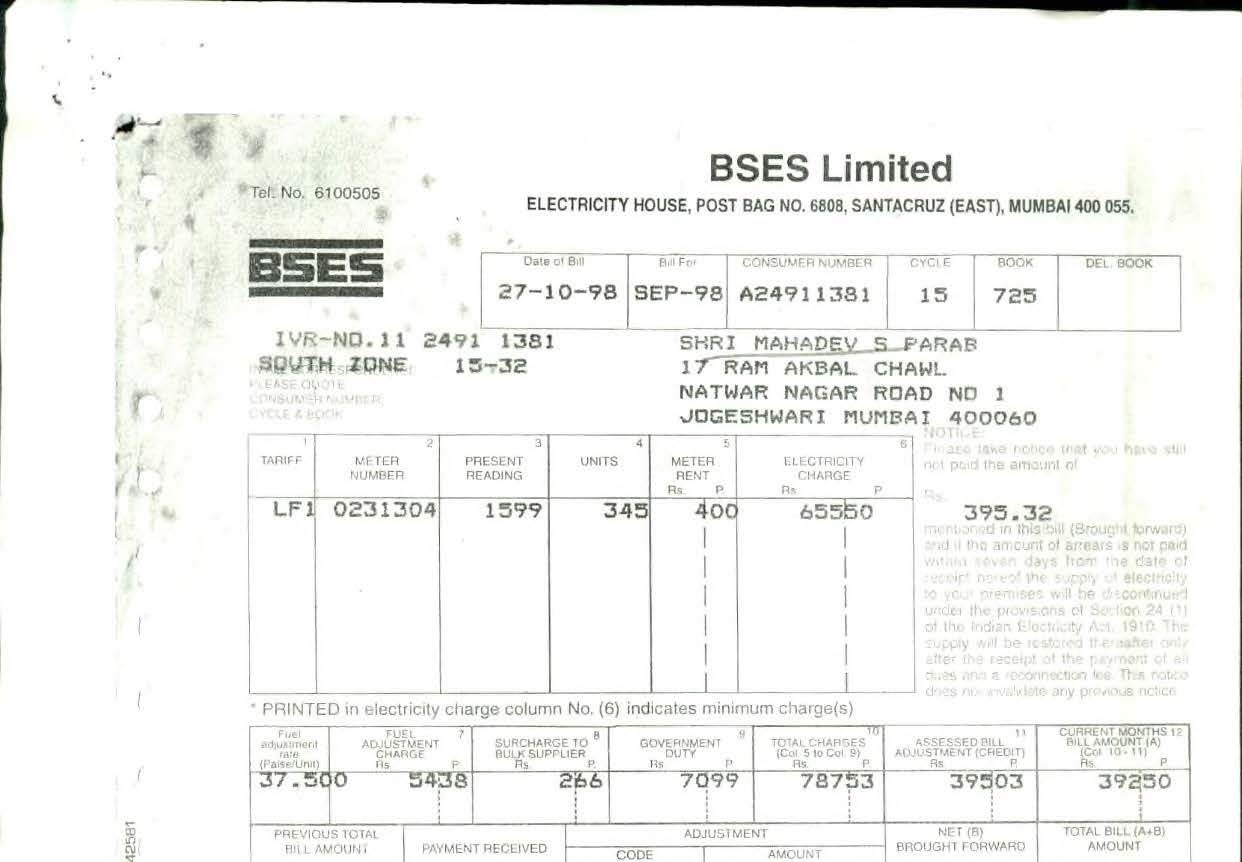 BSES Limited
Tel. No. 6100505
ELECTRICITY HOUSE, POST BAG NO. 6808, SANTACRUZ (EAST), MUMBAI 400 055.
BSES
Date of Bill Bill For CONSUMER NUMBER CYCLE BOOK DEL. BOOK
27-10-98 SEP-98 A24911381 15 725
IVR-NO.11 2491 1381
SOUTH ZONE 15-32
PLEASE QUOTE
CONSUMER NUMBER
CYCLE & BOOK
SHRI MAHADEV S PARAB
17 RAM AKBAL CHAWL
NATWAR NAGAR ROAD NO 1
JOGESHWARI MUMBAI 400060
1 2 3 4 5 6
TARIFF METER PRESENT UNITS METER ELECTRICITY
NUMBER READING RENT CHARGE
Rs. P. Rs P
LF1 0231304 1599 345 400 65550
NOTICE:
Please take notice that you have still
not paid the amount of
Rs.
395.32
mentioned in this bill (Brought forward)
and if the amount of arrears is not paid
within seven days from the date of
receipt hereof the supply of electricity
to your premises will be discontinued
under the provisions of Section 24 (1)
of the Indian Electricity Act, 1910. The
supply will be restored thereafter only
after the receipt of the payment of all
dues and a reconnection fee. This notice
does not invalidate any previous notice
* PRINTED in electricity charge column No. (6) indicates minimum charge(s)
Fuel FUEL 7 SURCHARGE TO 8 GOVERNMENT 9 TOTAL CHARGES 10 ASSESSED BILL 11 CURRENT MONTHS 12
adjustment ADJUSTMENT BULK SUPPLIER DUTY (Col. 5 to Col. 9) ADJUSTMENT (CREDIT) BILL AMOUNT (A)
rate CHARGE (Col. 10 - 11)
(Paise/Unit) Rs P Rs. P. Rs P Rs. P. Rs P. Rs. P
37.500 5438 266 7099 78753 39503 39250
PREVIOUS TOTAL ADJUSTMENT NET (B) TOTAL BILL (A+B)
BILL AMOUNT PAYMENT RECEIVED CODE AMOUNT BROUGHT FORWARD AMOUNT
42581